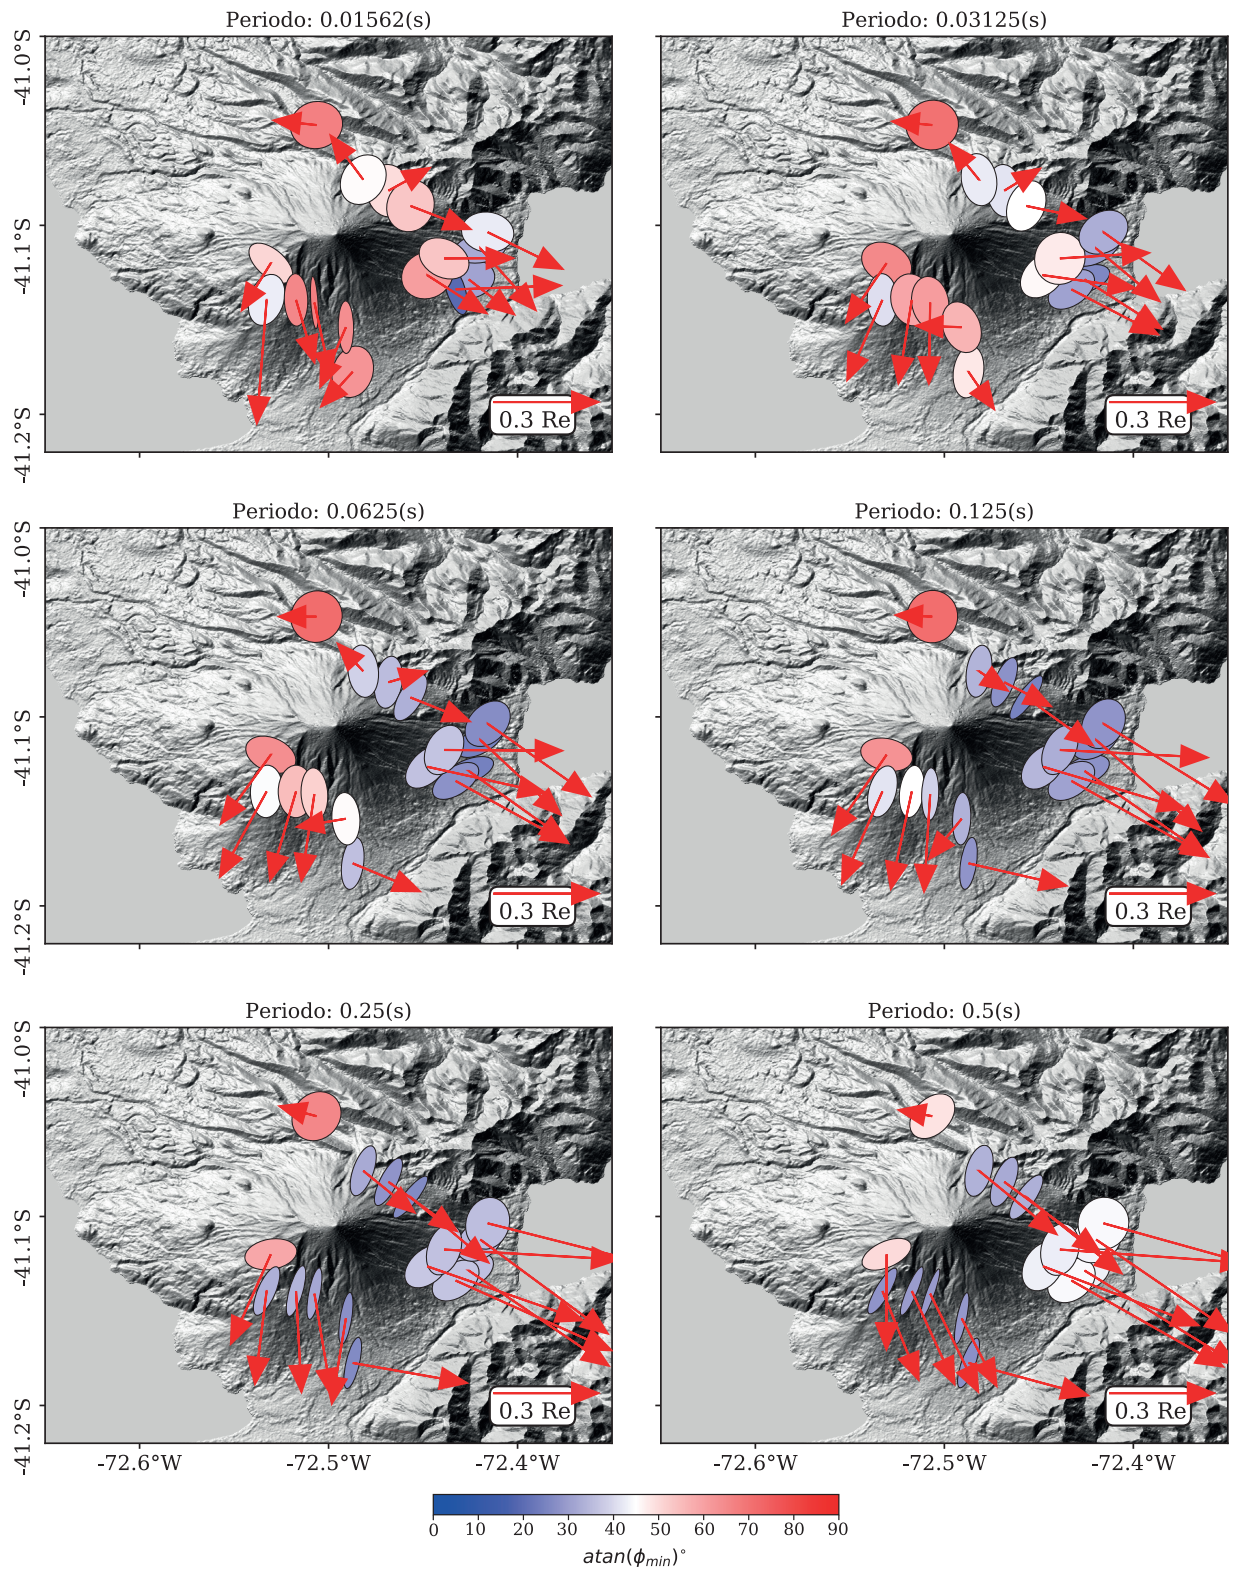 Periodo: 0.01562(s)
Periodo: 0.03125(s)
-41.0°S
-41.1°S
-41.2°S
0.3 Re
0.3 Re
Periodo: 0.0625(s)
Periodo: 0.125(s)
-41.0°S
-41.1°S
-41.2°S
0.3 Re
0.3 Re
Periodo: 0.25(s)
Periodo: 0.5(s)
-41.0°S
-41.1°S
-41.2°S
0.3 Re
0.3 Re
-72.6°W -72.5°W -72.4°W
-72.6°W -72.5°W -72.4°W
0 10 20 30 40 50 60 70 80 90
atan(ϕmin)°